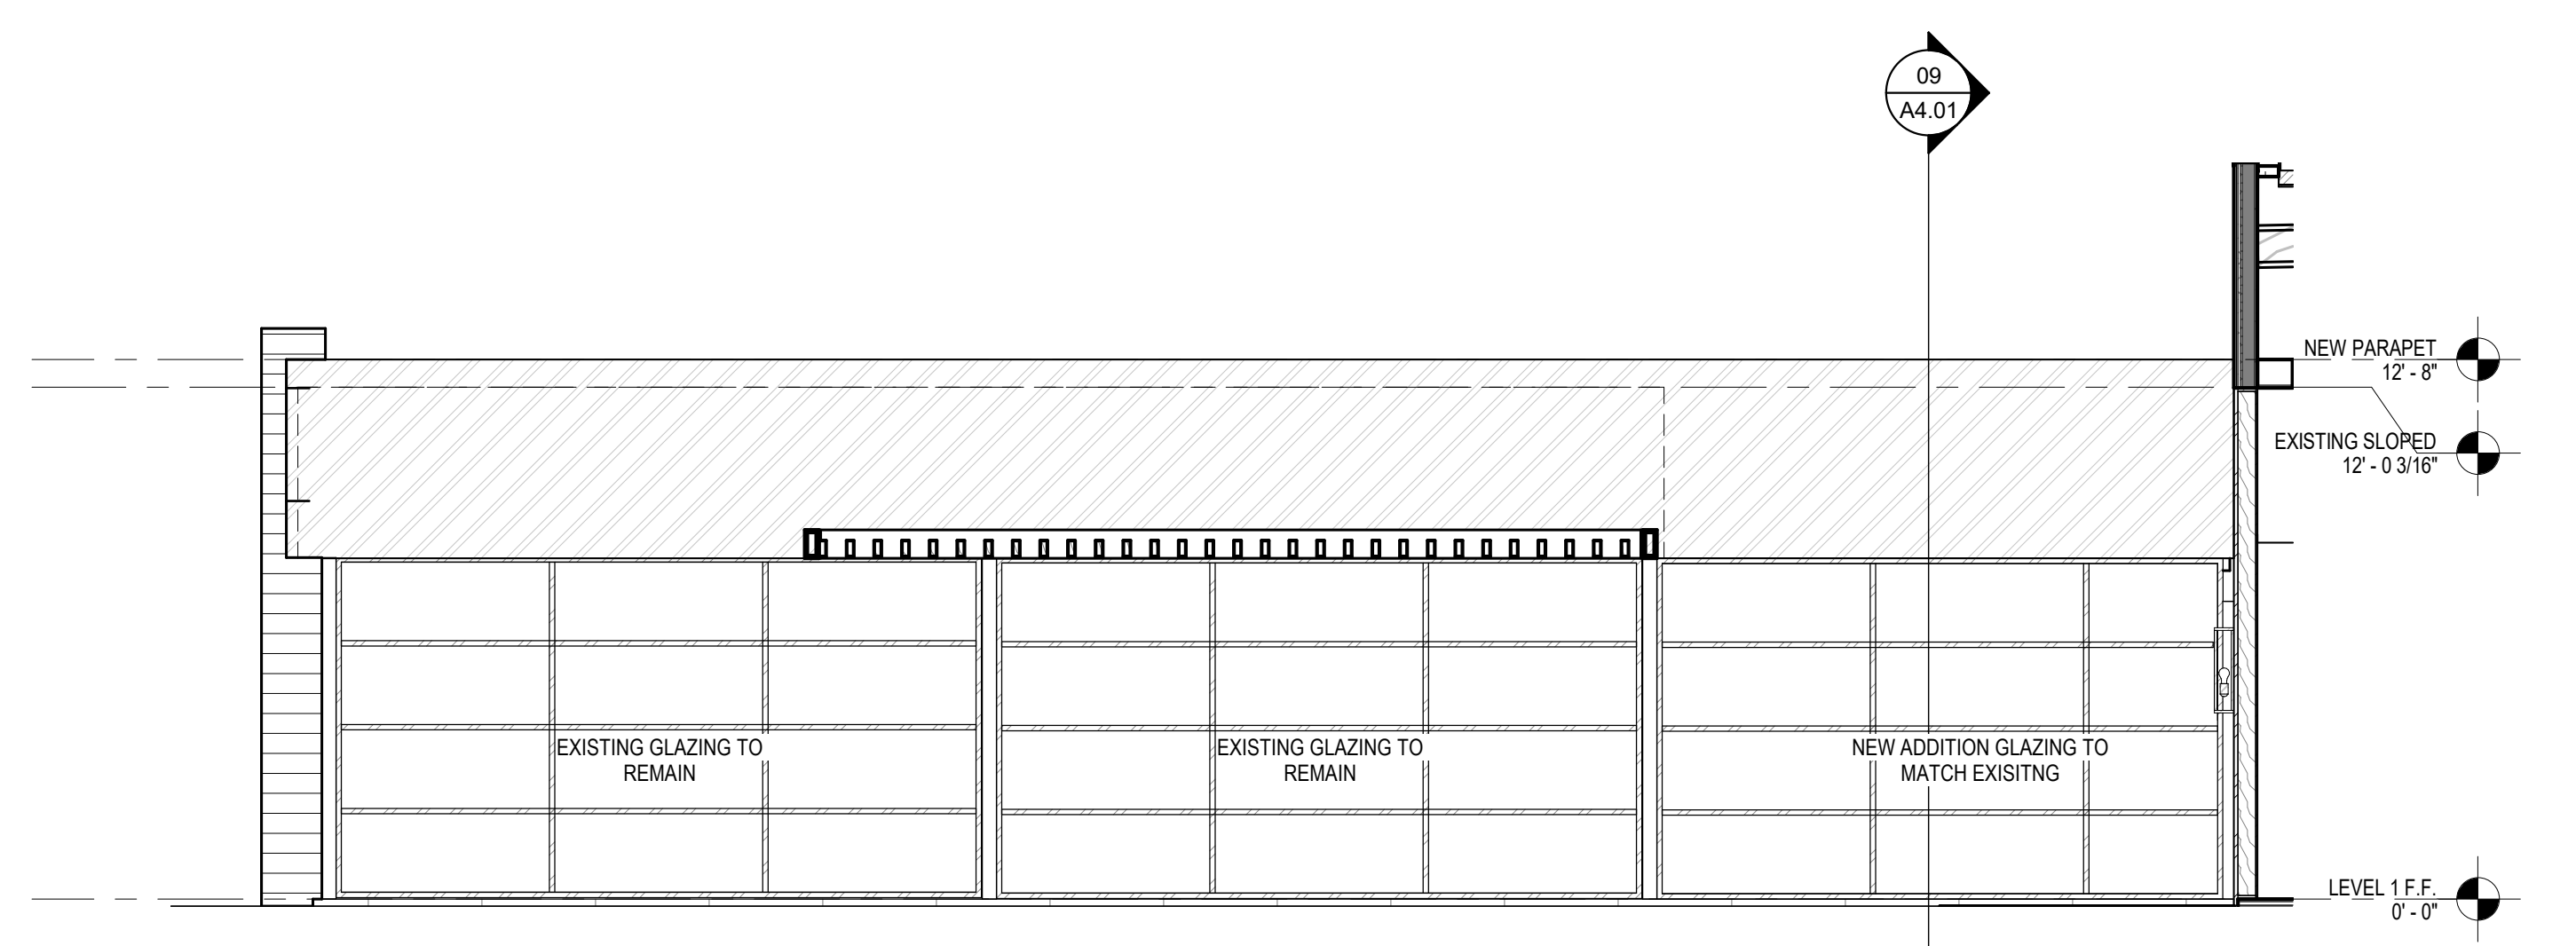 09
A4.01
NEW PARAPET
12' - 8"
EXISTING SLOPED
12' - 0 3/16"
EXISTING GLAZING TO
REMAIN
EXISTING GLAZING TO
REMAIN
NEW ADDITION GLAZING TO
MATCH EXISITNG
LEVEL 1 F.F.
0' - 0"